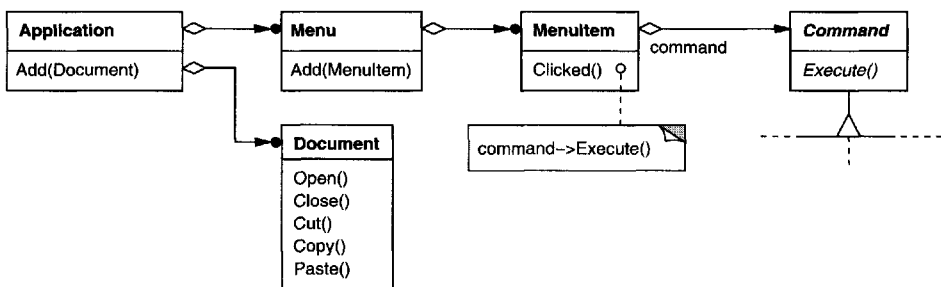 Application
Add(Document)
Menu
Add(MenuItem)
MenuItem
Clicked()
command
Command
Execute()
command->Execute()
Document
Open()
Close()
Cut()
Copy()
Paste()